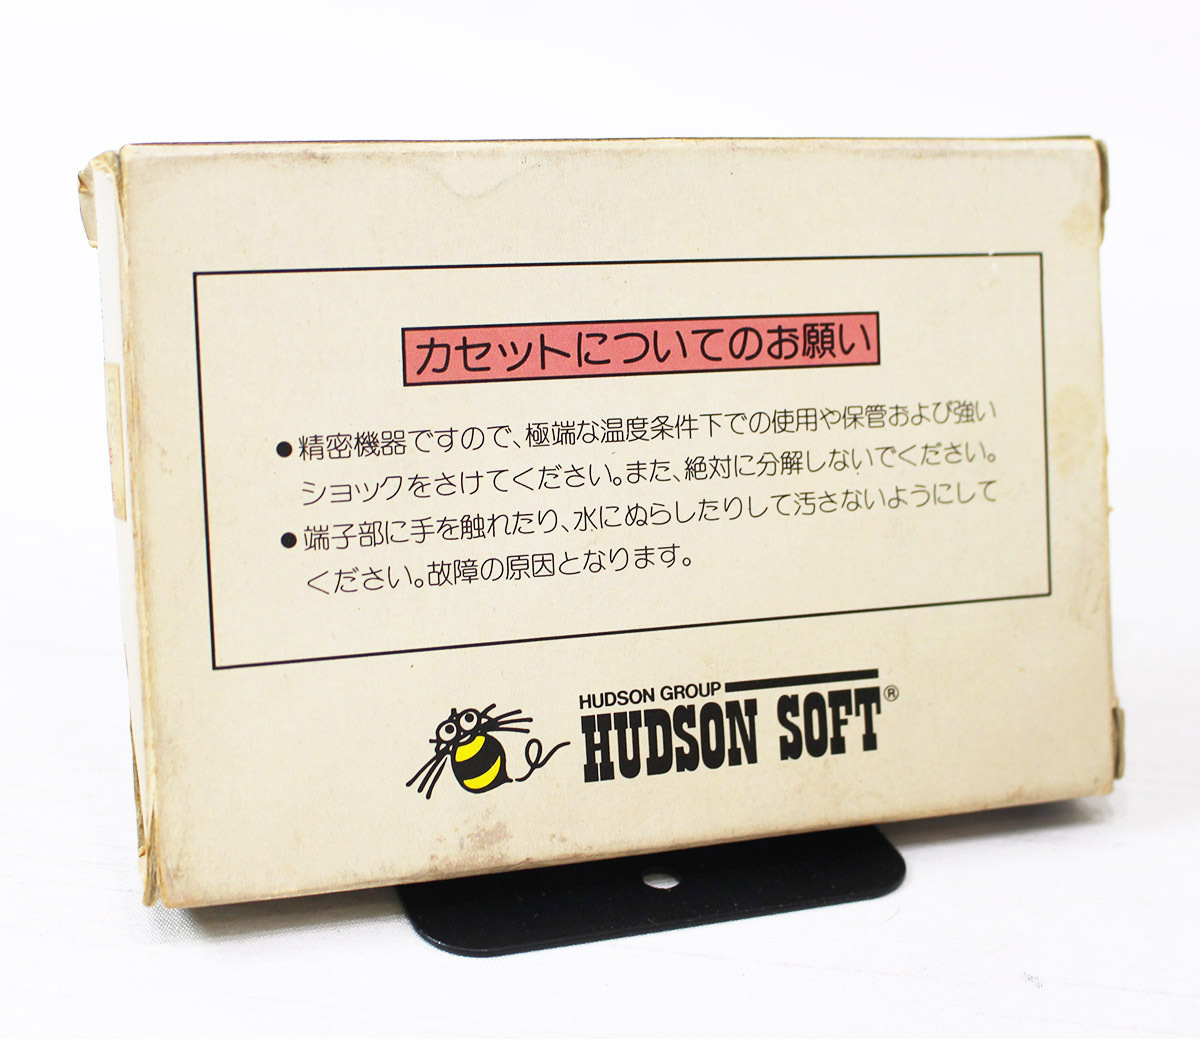 カセットについてのお願い
●精密機器ですので、極端な温度条件下での使用や保管および強い
ショックをさけてください。また、絶対に分解しないでください。
●端子部に手を触れたり、水にぬらしたりして汚さないようにして
ください。故障の原因となります。
HUDSON GROUP
HUDSON SOFT®